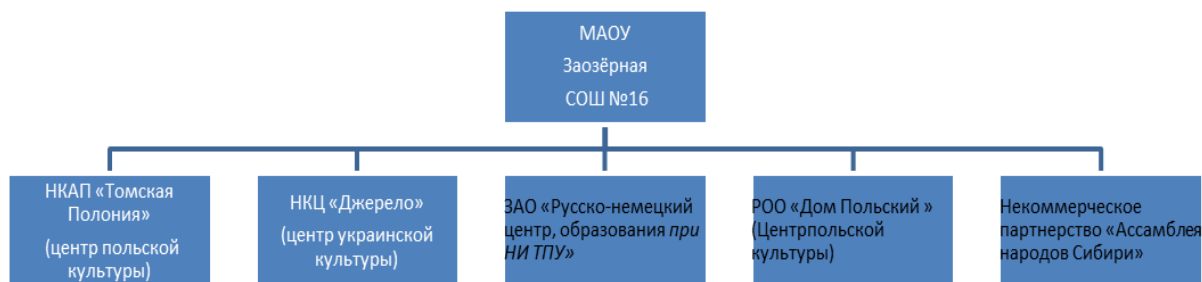 МАОУ
Заозёрная
СОШ №16
НКАП «Томская
Полония»
(центр польской
культуры)
НКЦ «Джерело»
(центр украинской
культуры)
ЗАО «Русско-немецкий
центр, образования при
НИ ТПУ»
РОО «Дом Польский »
(Центрпольской
культуры)
Некоммерческое
партнерство «Ассамблея
народов Сибири»